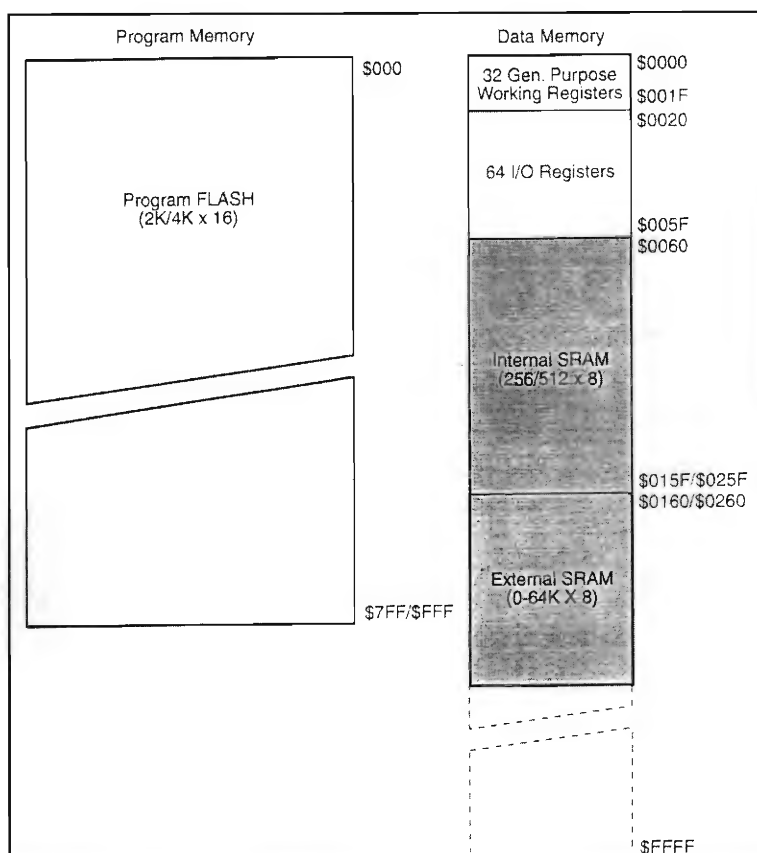 Program Memory
$000
Program FLASH
(2K/4K x 16)
$7FF/$FFF
Data Memory
$0000
32 Gen. Purpose
Working Registers
$001F
$0020
64 I/O Registers
$005F
$0060
Internal SRAM
(256/512 x 8)
$015F/$025F
$0160/$0260
External SRAM
(0-64K X 8)
$FFFF